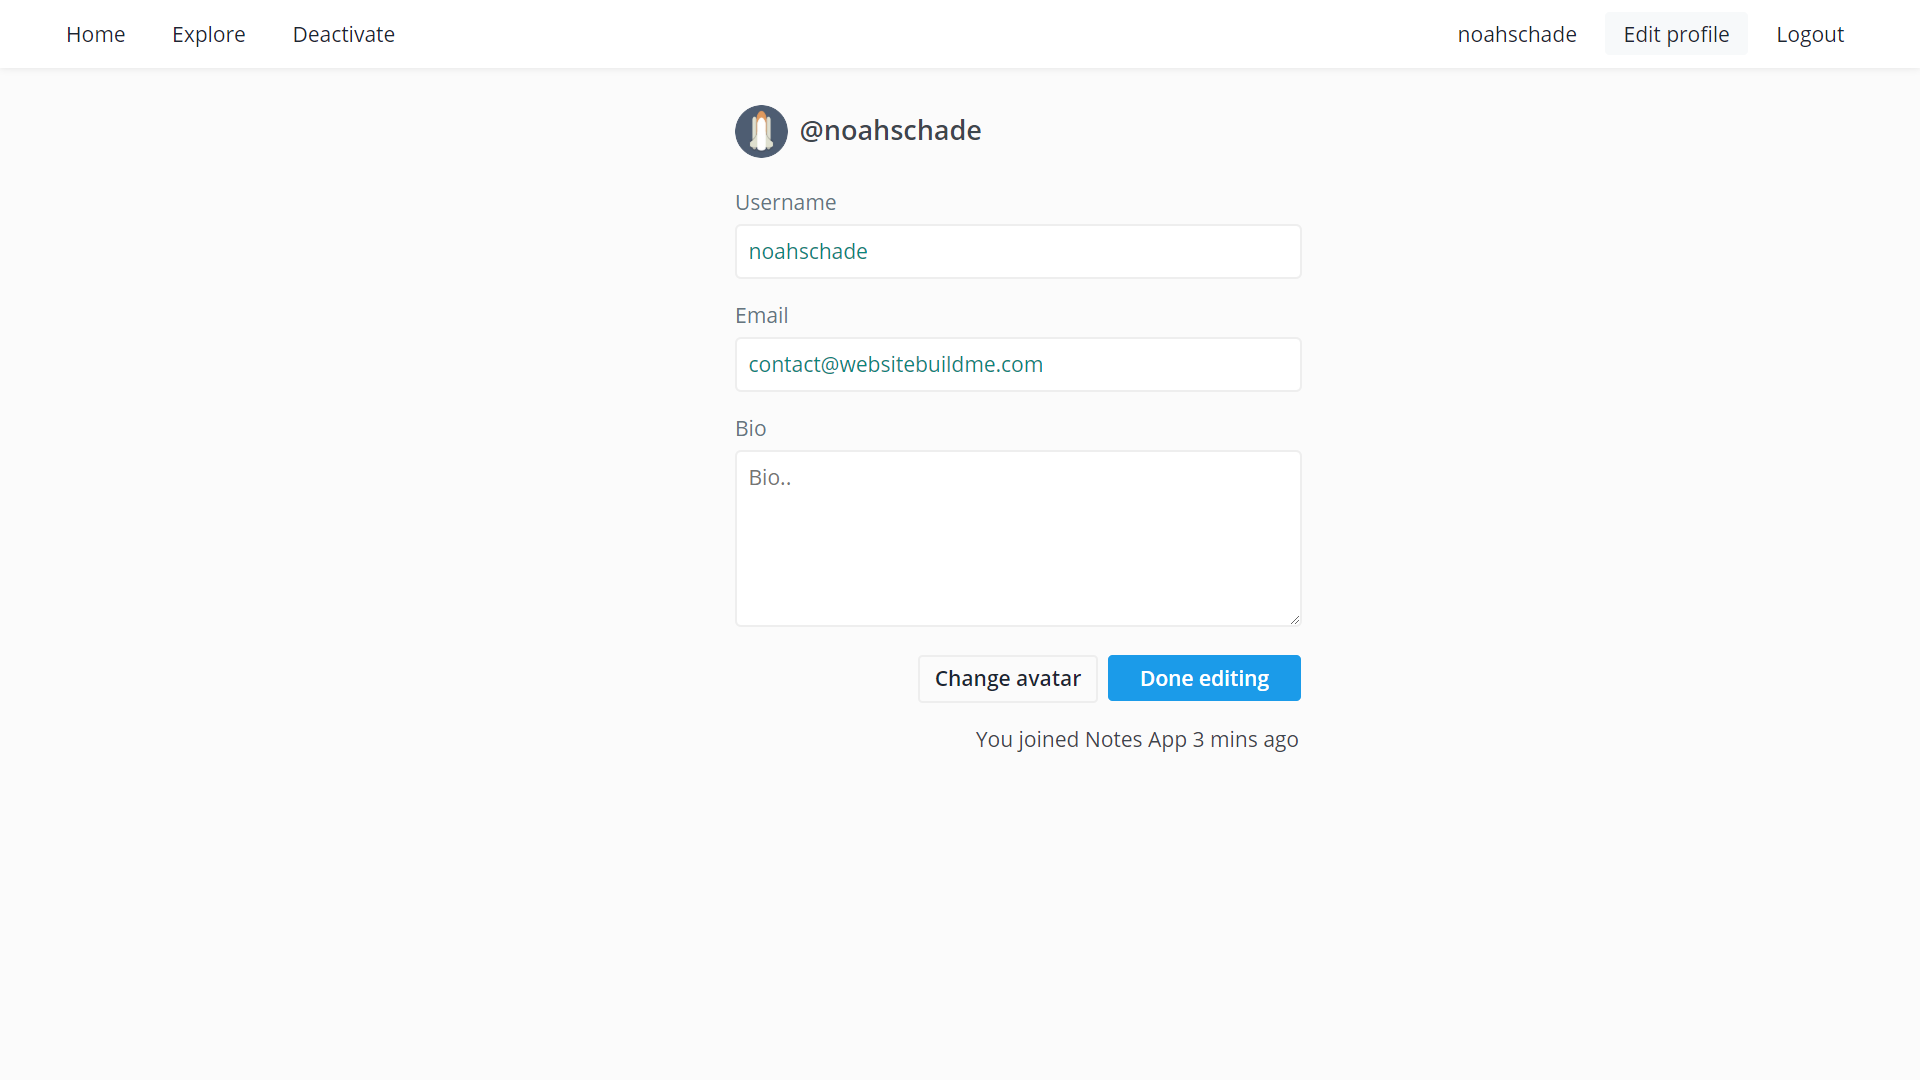 Home Explore Deactivate noahschade Edit profile Logout
@noahschade
Username
noahschade
Email
contact@websitebuildme.com
Bio
Bio..
Change avatar Done editing
You joined Notes App 3 mins ago